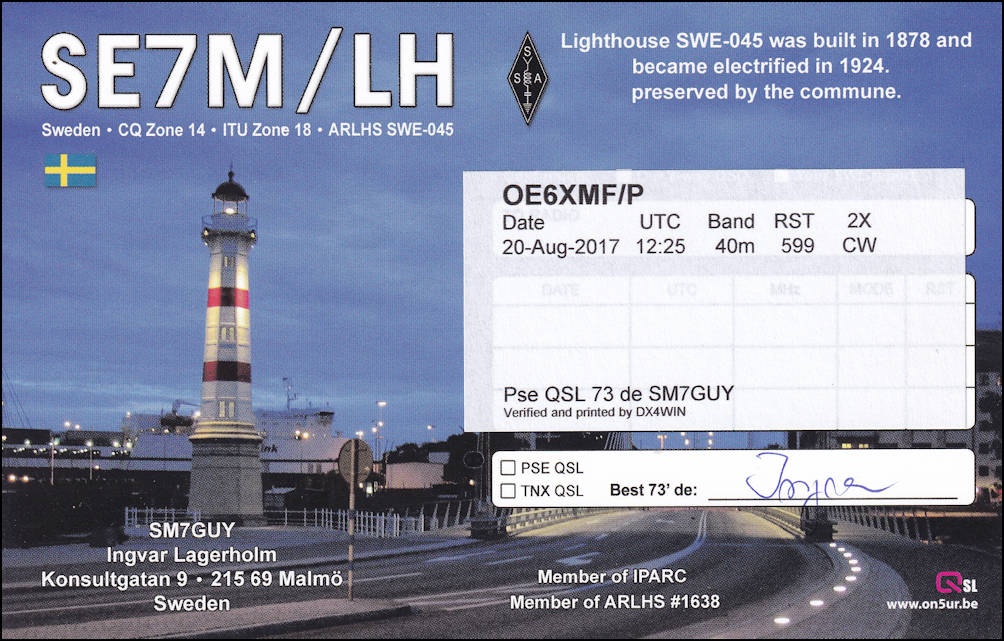 SE7M/LH
Sweden • CQ Zone 14 • ITU Zone 18 • ARLHS SWE-045
S
S E A
Lighthouse SWE-045 was built in 1878 and
became electrified in 1924.
preserved by the commune.
OE6XMF/P
Date UTC Band RST 2X
20-Aug-2017 12:25 40m 599 CW
DATE UTC MHz MODE RST
Pse QSL 73 de SM7GUY
Verified and printed by DX4WIN
PSE QSL
TNX QSL Best 73' de: Ingvar
SM7GUY
Ingvar Lagerholm
Konsultgatan 9 • 215 69 Malmö
Sweden
Member of IPARC
Member of ARLHS #1638
QSL
www.on5ur.be